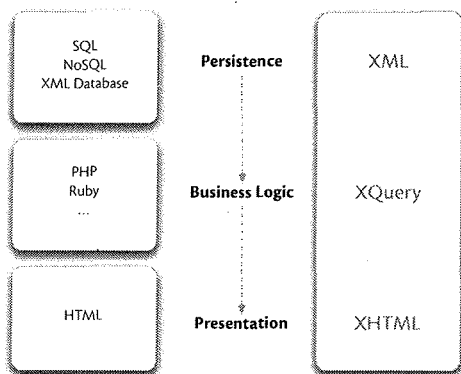 SQL
NoSQL
XML Database
Persistence
XML
PHP
Ruby
...
Business Logic
XQuery
HTML
Presentation
XHTML